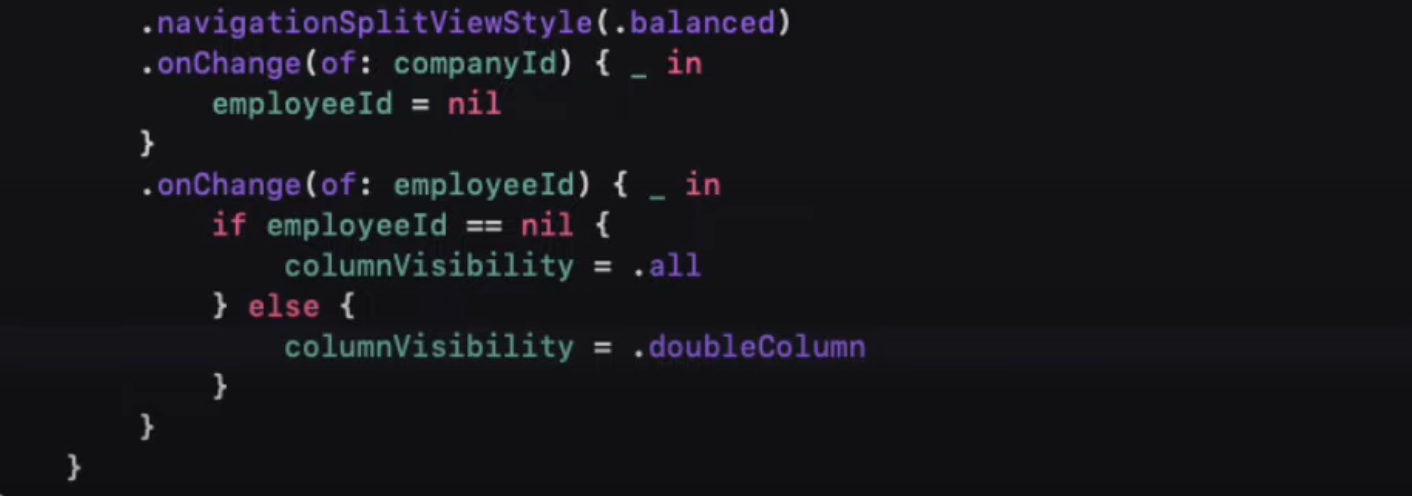 .navigationSplitViewStyle(.balanced)
.onChange(of: companyId) { _ in
employeeId = nil
}
.onChange(of: employeeId) { _ in
if employeeId == nil {
columnVisibility = .all
} else {
columnVisibility = .doubleColumn
}
}
}